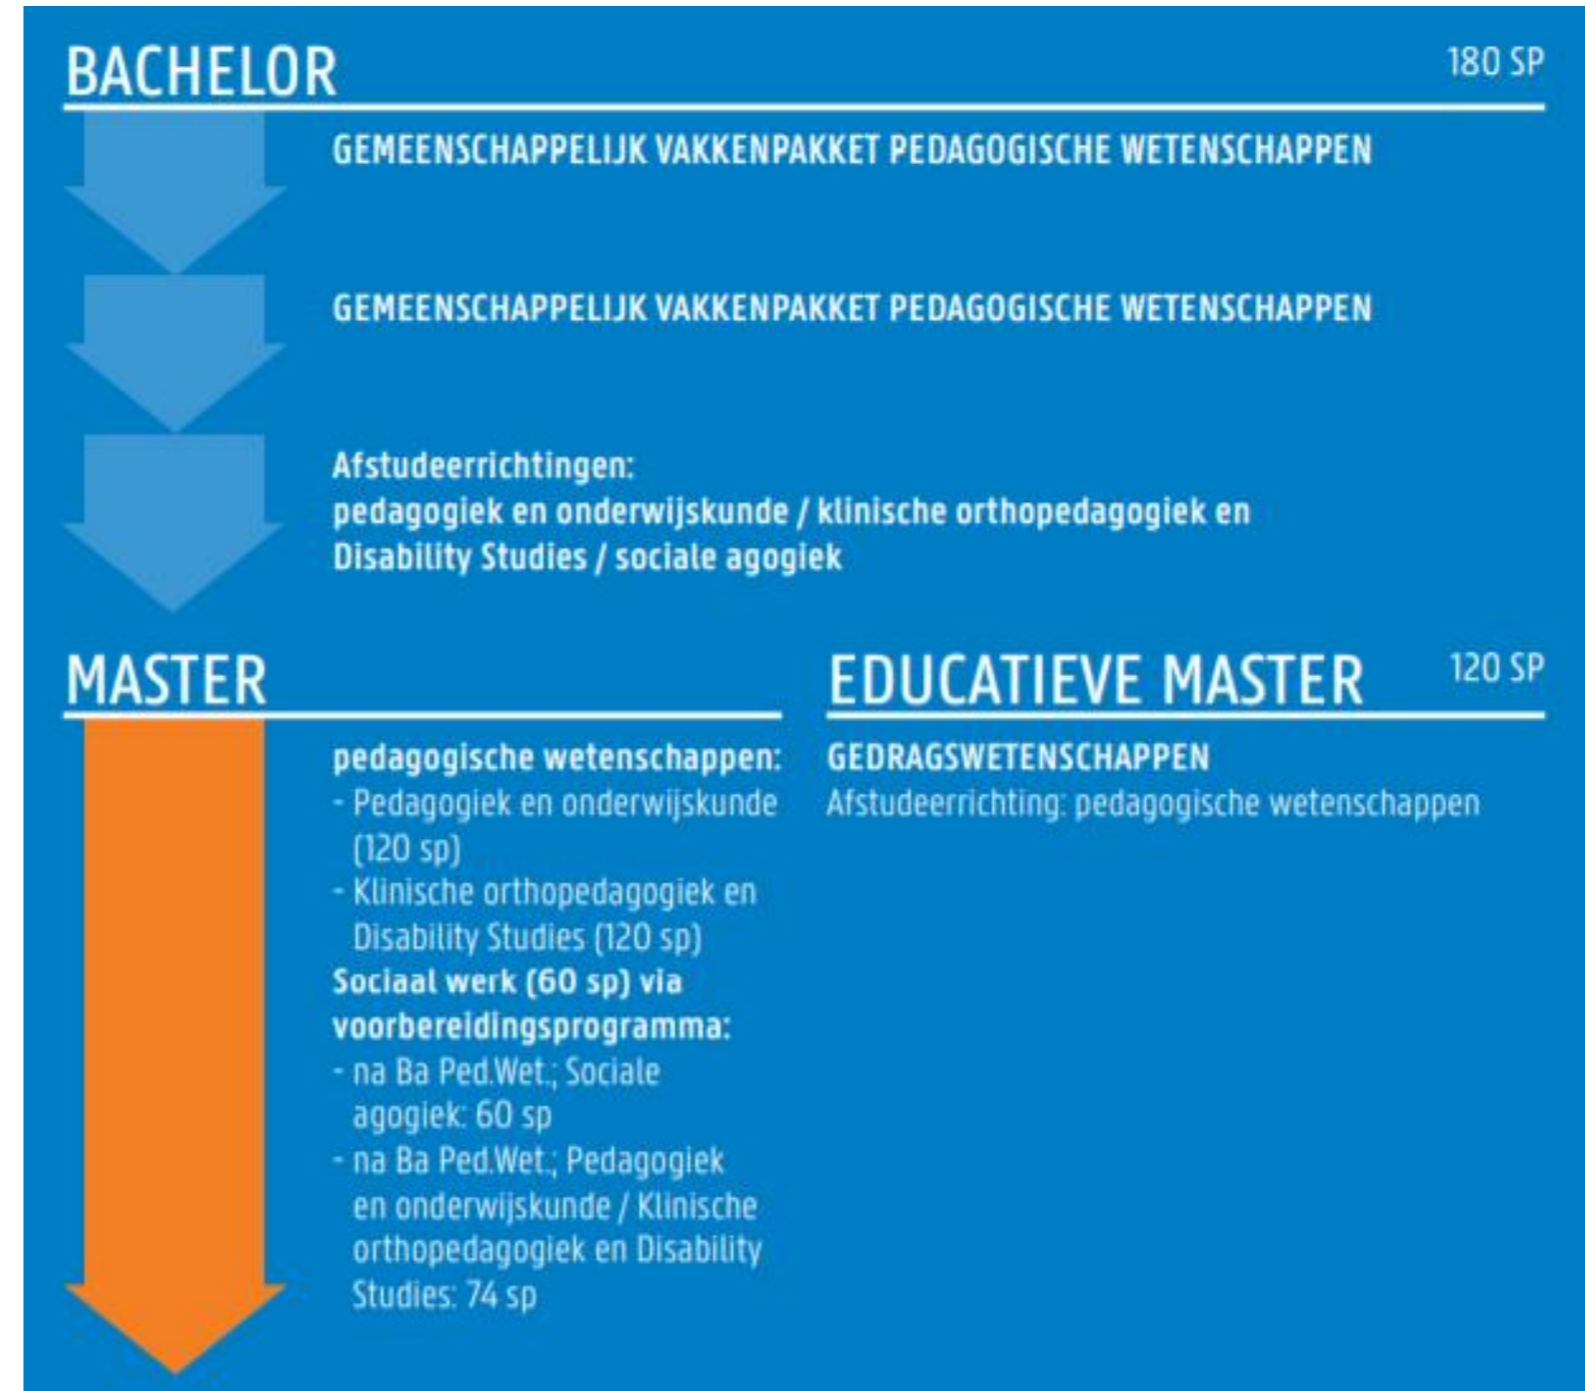 BACHELOR
180 SP
GEMEENSCHAPPELIJK VAKKENPAKKET PEDAGOGISCHE WETENSCHAPPEN
GEMEENSCHAPPELIJK VAKKENPAKKET PEDAGOGISCHE WETENSCHAPPEN
Afstudeerrichtingen:
pedagogiek en onderwijskunde / klinische orthopedagogiek en
Disability Studies / sociale agogiek
MASTER
pedagogische wetenschappen:
- Pedagogiek en onderwijskunde
(120 sp)
- Klinische orthopedagogiek en
Disability Studies (120 sp)
Sociaal werk (60 sp) via
voorbereidingsprogramma:
- na Ba Ped.Wet.; Sociale
agogiek: 60 sp
- na Ba Ped.Wet.; Pedagogiek
en onderwijskunde / Klinische
orthopedagogiek en Disability
Studies: 74 sp
EDUCATIEVE MASTER
120 SP
GEDRAGSWETENSCHAPPEN
Afstudeerrichting: pedagogische wetenschappen